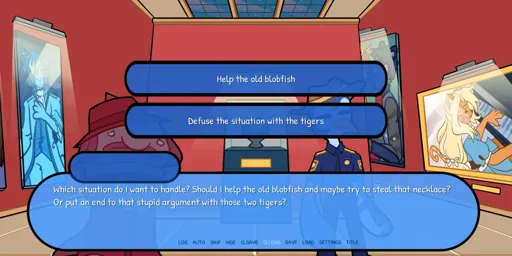 Help the old blobfish
Defuse the situation with the tigers
Which situation do I want to handle? Should I help the old blobfish and maybe try to steal that necklace?
Or put an end to that stupid argument with those two tigers?
LOG AUTO SKIP HIDE Q.SAVE Q.LOAD SAVE LOAD SETTINGS TITLE